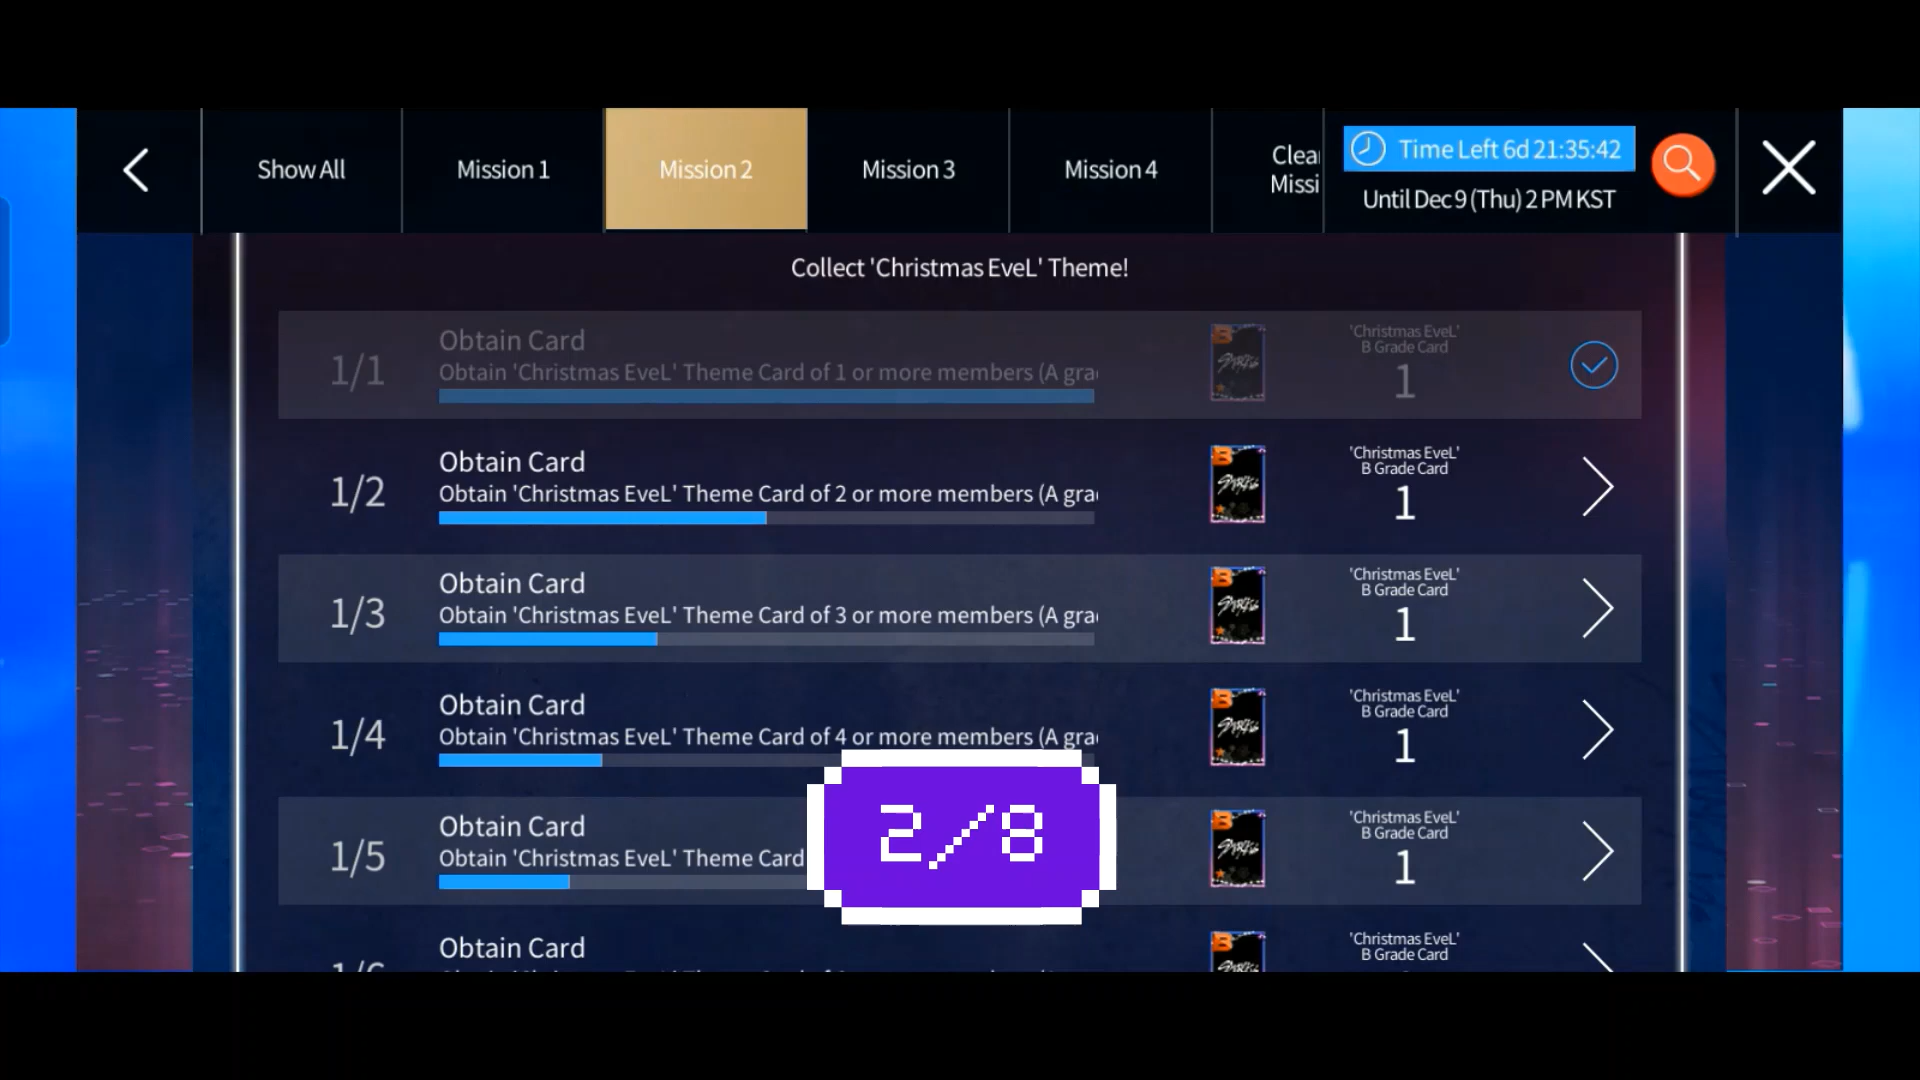 Show All
Mission 1
Mission 2
Mission 3
Mission 4
Clear
Missi
Time Left 6d 21:35:42
Until Dec 9 (Thu) 2 PM KST
Collect 'Christmas EveL' Theme!
1/1
Obtain Card
Obtain 'Christmas EveL' Theme Card of 1 or more members (A gra
'Christmas EveL'
B Grade Card
1
1/2
Obtain Card
Obtain 'Christmas EveL' Theme Card of 2 or more members (A gra
B
'Christmas EveL'
B Grade Card
1
1/3
Obtain Card
Obtain 'Christmas EveL' Theme Card of 3 or more members (A gra
B
'Christmas EveL'
B Grade Card
1
1/4
Obtain Card
Obtain 'Christmas EveL' Theme Card of 4 or more members (A gra
B
'Christmas EveL'
B Grade Card
1
1/5
Obtain Card
Obtain 'Christmas EveL' Theme Card
B
'Christmas EveL'
B Grade Card
1
2/8
Obtain Card
B
'Christmas EveL'
B Grade Card